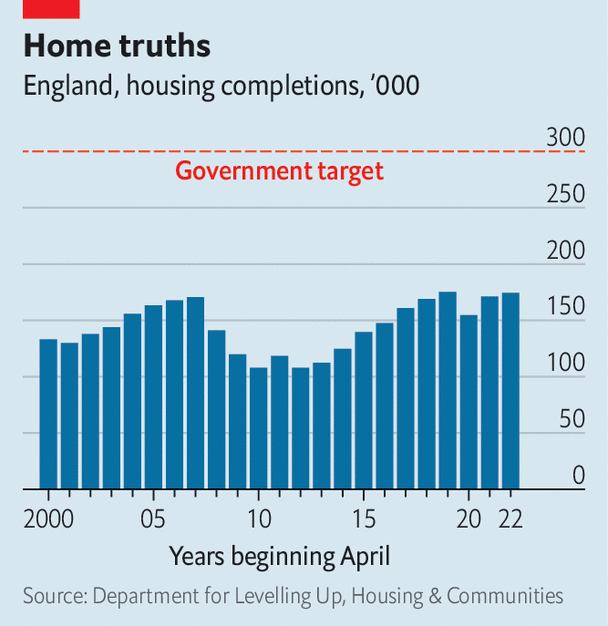 Home truths
England, housing completions, ’000
300
Government target
250
200
150
100
50
0
2000 05 10 15 20 22
Years beginning April
Source: Department for Levelling Up, Housing & Communities